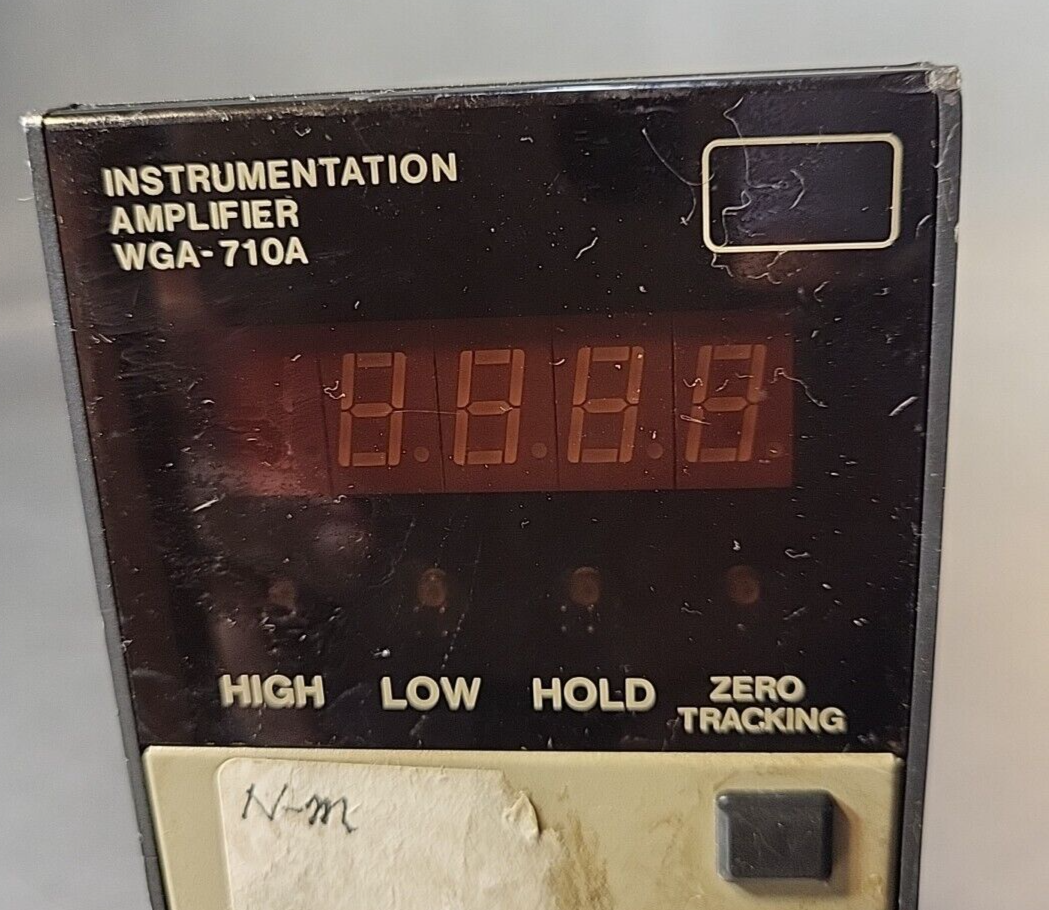 INSTRUMENTATION
AMPLIFIER
WGA-710A
HIGH LOW HOLD ZERO
TRACKING
N-m